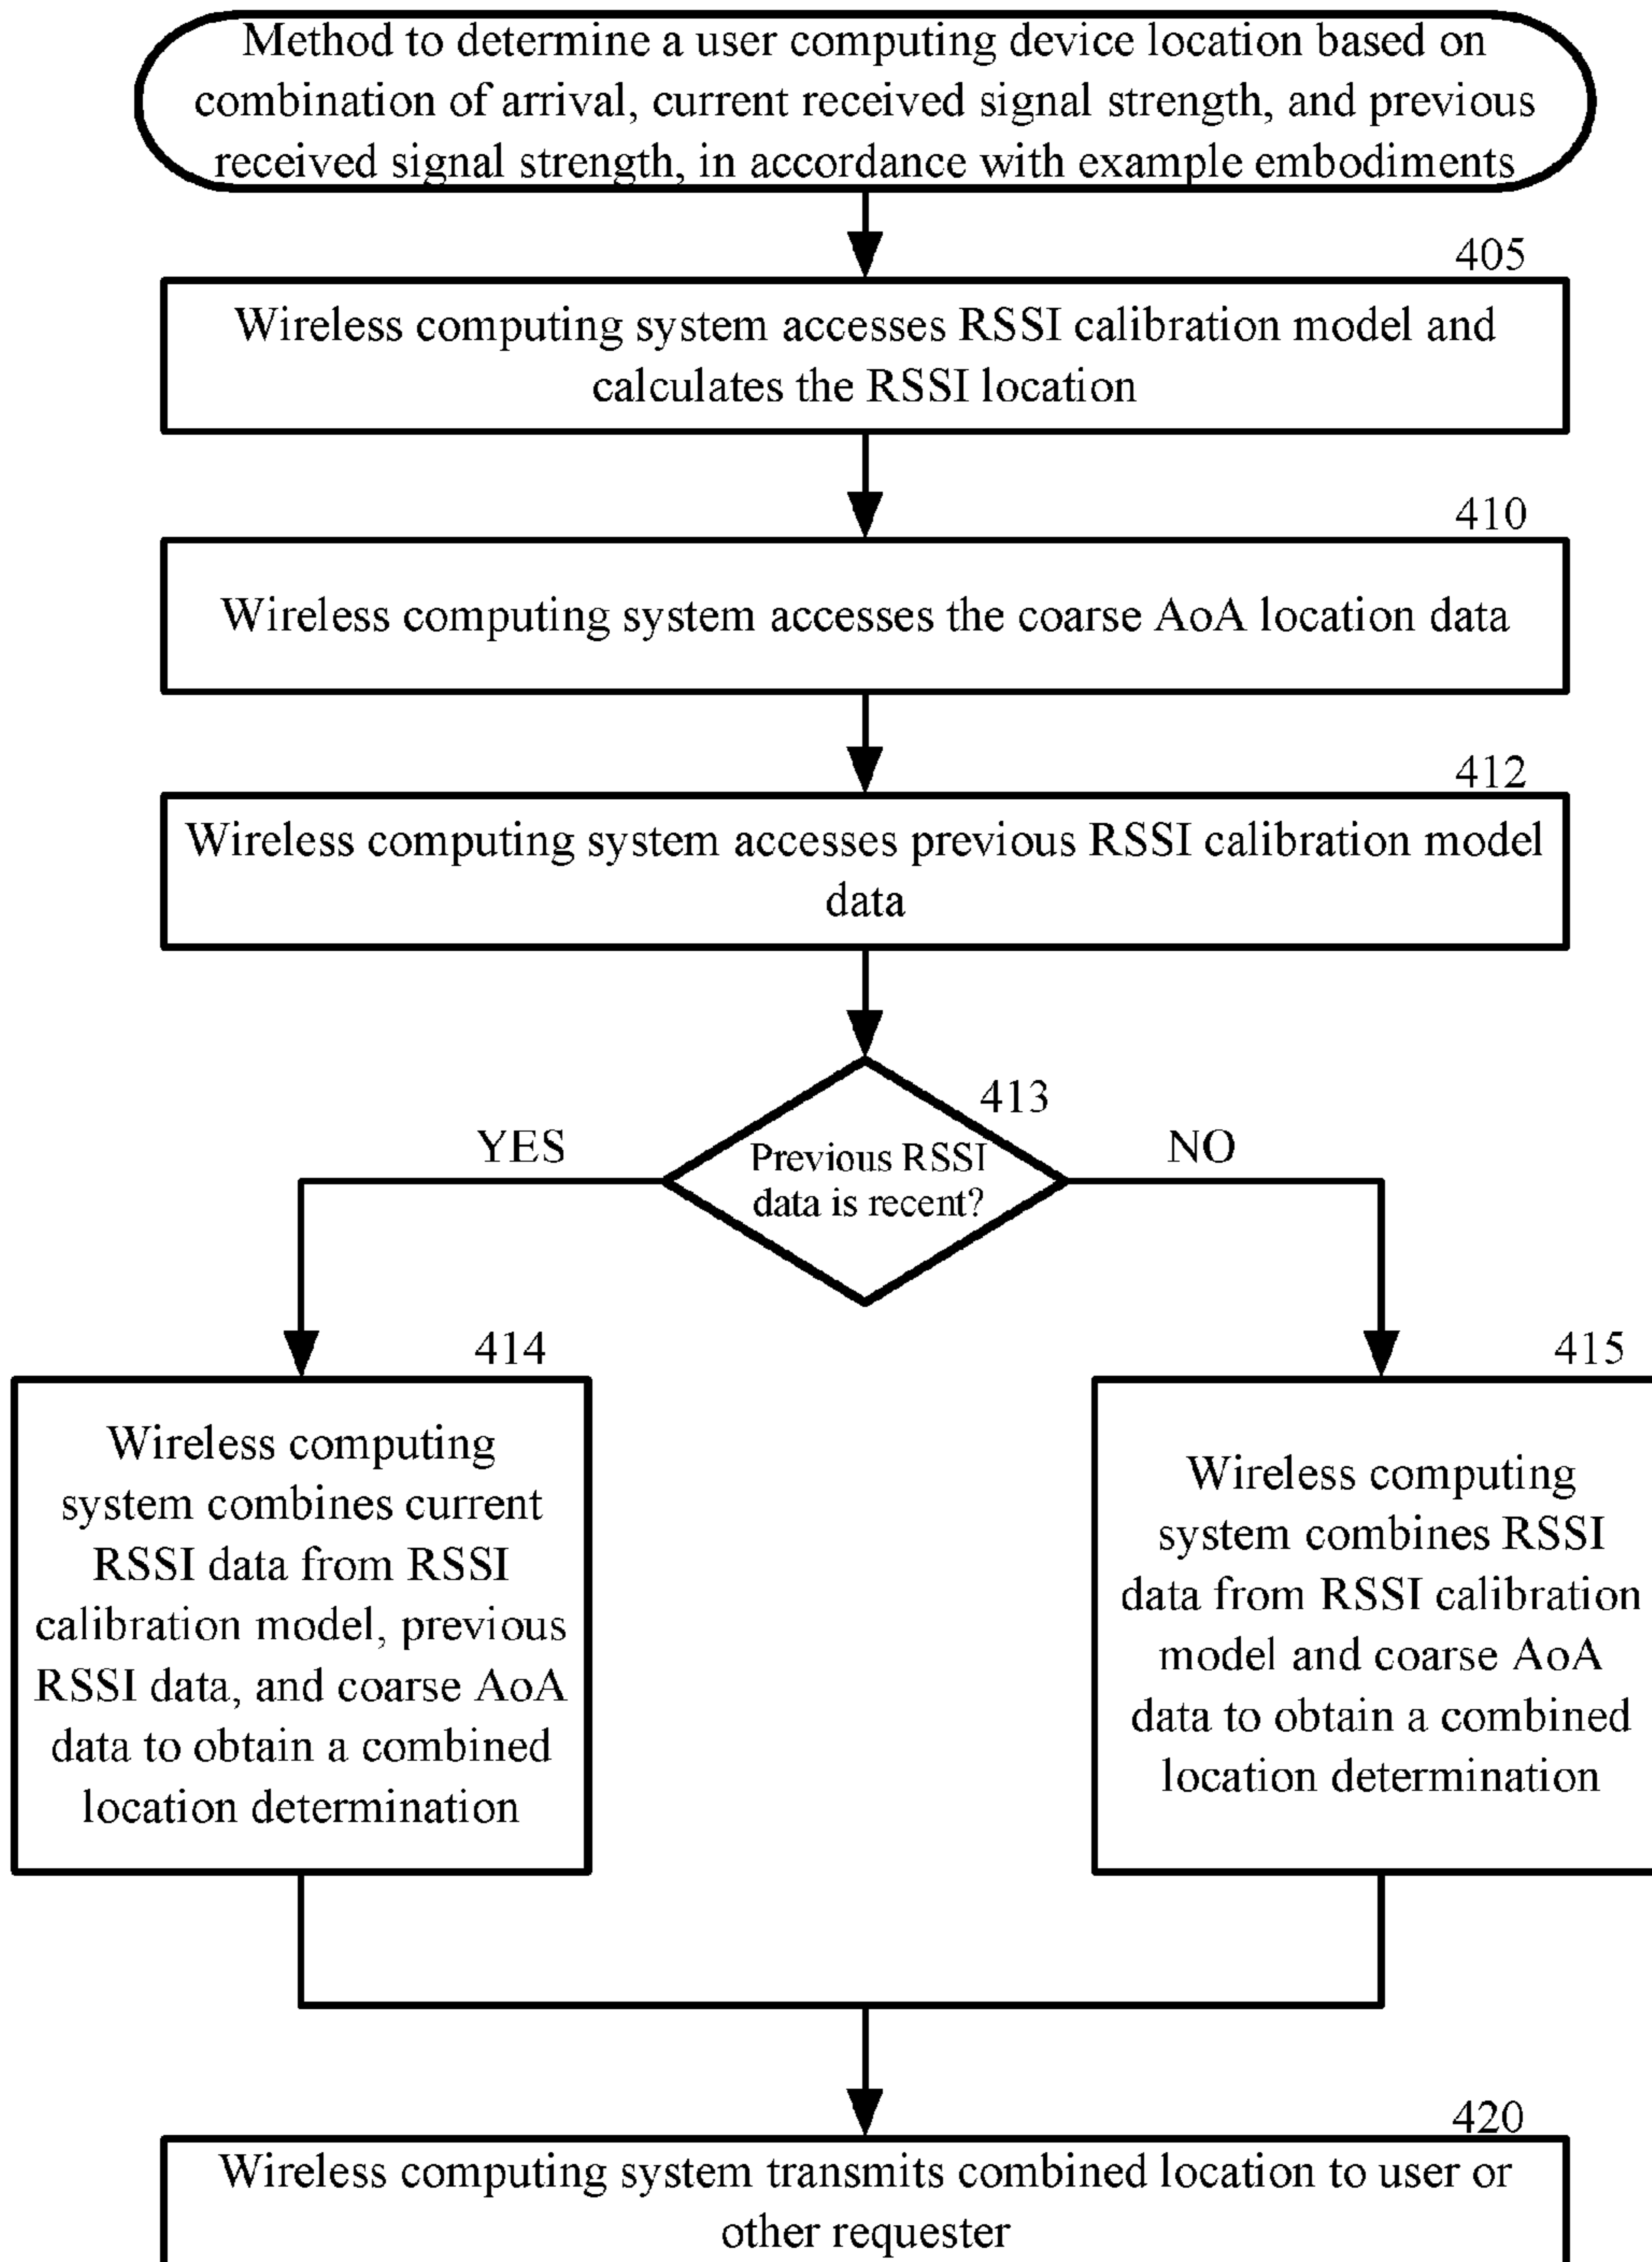 Method to determine a user computing device location based on
combination of arrival, current received signal strength, and previous
received signal strength, in accordance with example embodiments
405
Wireless computing system accesses RSSI calibration model and
calculates the RSSI location
410
Wireless computing system accesses the coarse AoA location data
412
Wireless computing system accesses previous RSSI calibration model
data
413
YES
Previous RSSI
data is recent?
NO
414
Wireless computing
system combines current
RSSI data from RSSI
calibration model, previous
RSSI data, and coarse AoA
data to obtain a combined
location determination
415
Wireless computing
system combines RSSI
data from RSSI calibration
model and coarse AoA
data to obtain a combined
location determination
420
Wireless computing system transmits combined location to user or
other requester